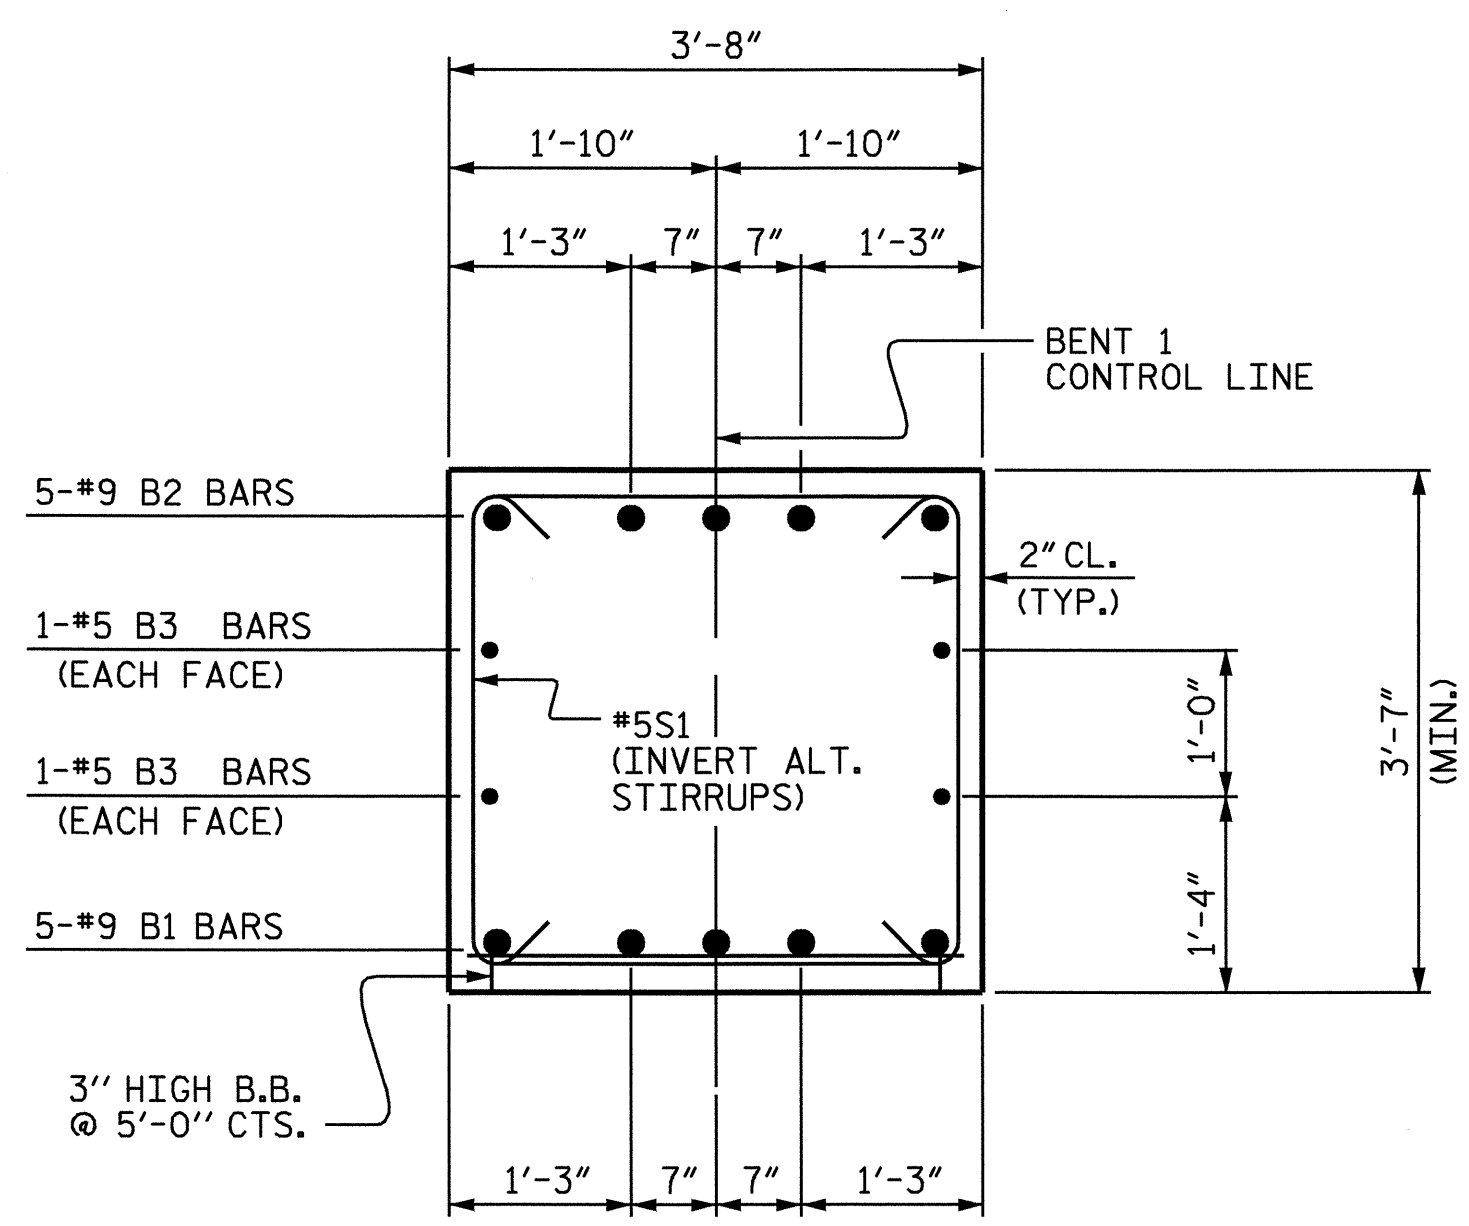 3'-8"
1'-10" 1'-10"
1'-3" 7" 7" 1'-3"
BENT 1
CONTROL LINE
5-#9 B2 BARS
2" CL.
(TYP.)
1-#5 B3 BARS
(EACH FACE)
#5S1
(INVERT ALT.
STIRRUPS)
1'-0"
3'-7"
(MIN.)
1-#5 B3 BARS
(EACH FACE)
1'-4"
5-#9 B1 BARS
3" HIGH B.B.
@ 5'-0" CTS.
1'-3" 7" 7" 1'-3"